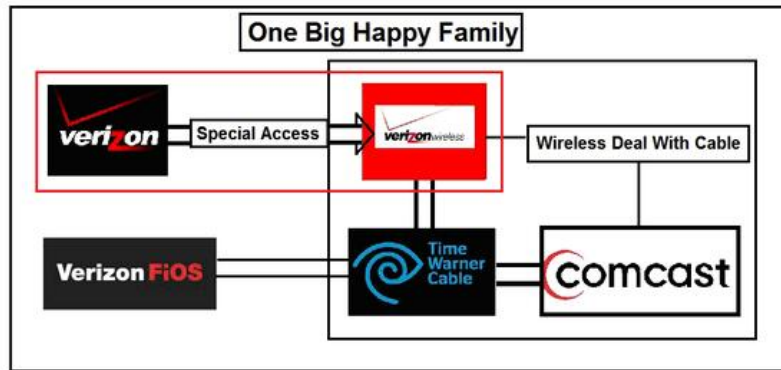 One Big Happy Family
verizon
Special Access
verizonwireless
Wireless Deal With Cable
Verizon FiOS
Time
Warner
Cable
comcast